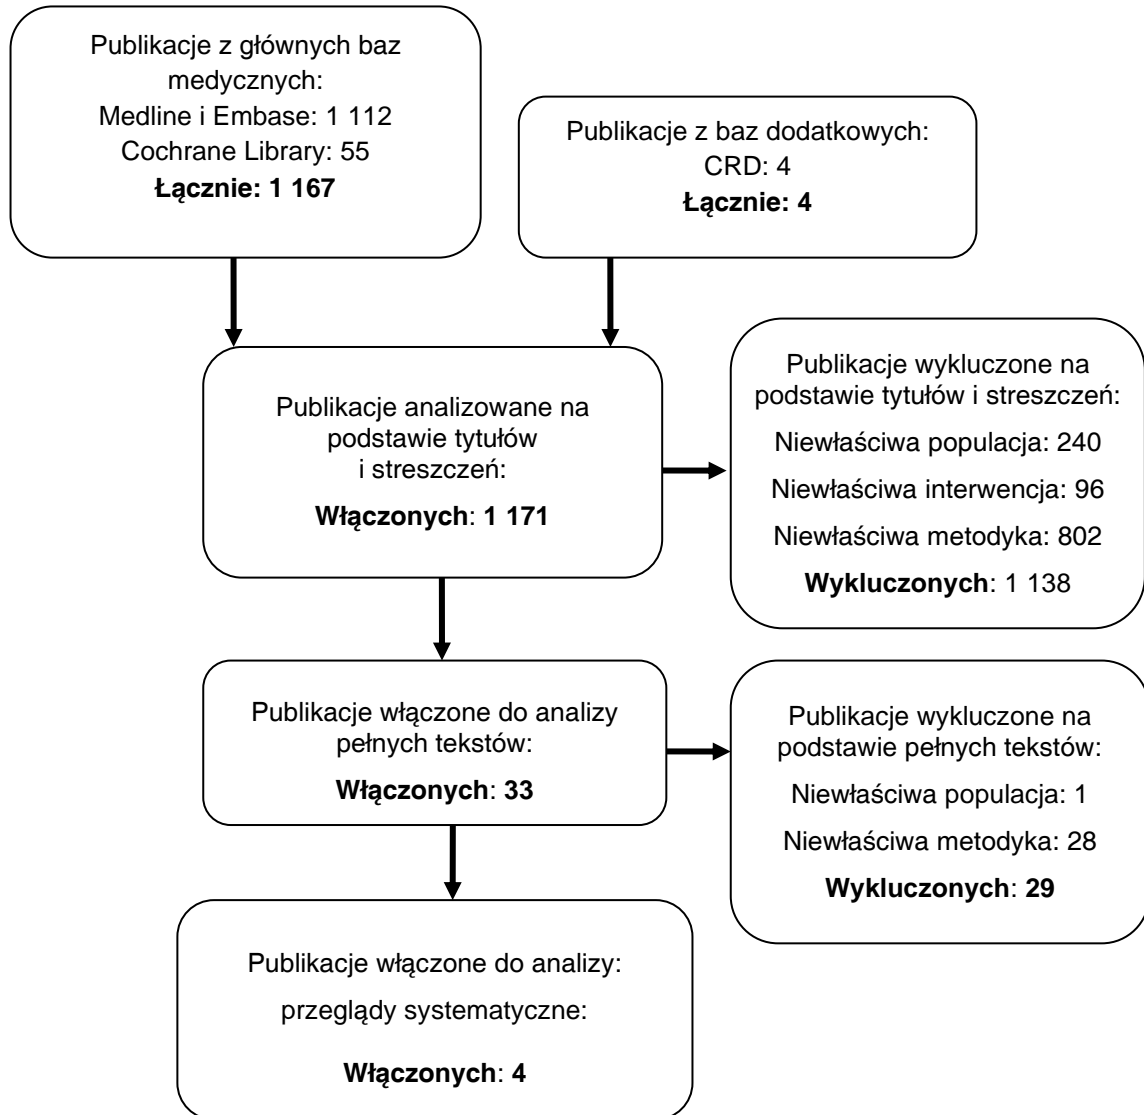 Publikacje z głównych baz
medycznych:
Medline i Embase: 1 112
Cochrane Library: 55
Łącznie: 1 167
Publikacje z baz dodatkowych:
CRD: 4
Łącznie: 4
Publikacje analizowane na
podstawie tytułów
i streszczeń:
Włączonych: 1 171
Publikacje wykluczone na
podstawie tytułów i streszczeń:
Niewłaściwa populacja: 240
Niewłaściwa interwencja: 96
Niewłaściwa metodyka: 802
Wykluczonych: 1 138
Publikacje włączone do analizy
pełnych tekstów:
Włączonych: 33
Publikacje wykluczone na
podstawie pełnych tekstów:
Niewłaściwa populacja: 1
Niewłaściwa metodyka: 28
Wykluczonych: 29
Publikacje włączone do analizy:
przeglądy systematyczne:
Włączonych: 4